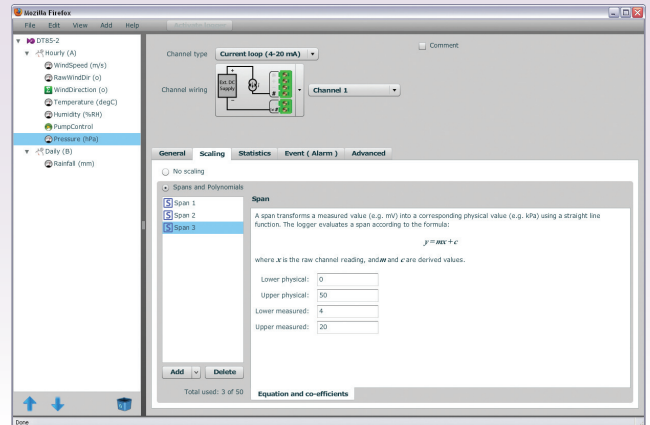 Mozilla Firefox
File Edit View Add Help
DT85-2
Hourly (A)
WindSpeed (m/s)
RawWindDir (o)
WindDirection (o)
Temperature (degC)
Humidity (%RH)
PumpControl
Pressure (hPa)
Daily (B)
Rainfall (mm)
Channel type Current loop (4-20 mA)
Comment
Channel wiring
Ext. DC
Supply
+
-
#
Channel 1
General Scaling Statistics Event ( Alarm ) Advanced
No scaling
Spans and Polynomials
Span 1
Span 2
Span 3
Add Delete
Total used: 3 of 50
Span
A span transforms a measured value (e.g. mV) into a corresponding physical value (e.g. kPa) using a straight line
function. The logger evaluates a span according to the formula:
y=mx+c
where x is the raw channel reading, andm and c are derived values.
Lower physical: 0
Upper physical: 50
Lower measured: 4
Upper measured: 20
Equation and co-efficients
Done